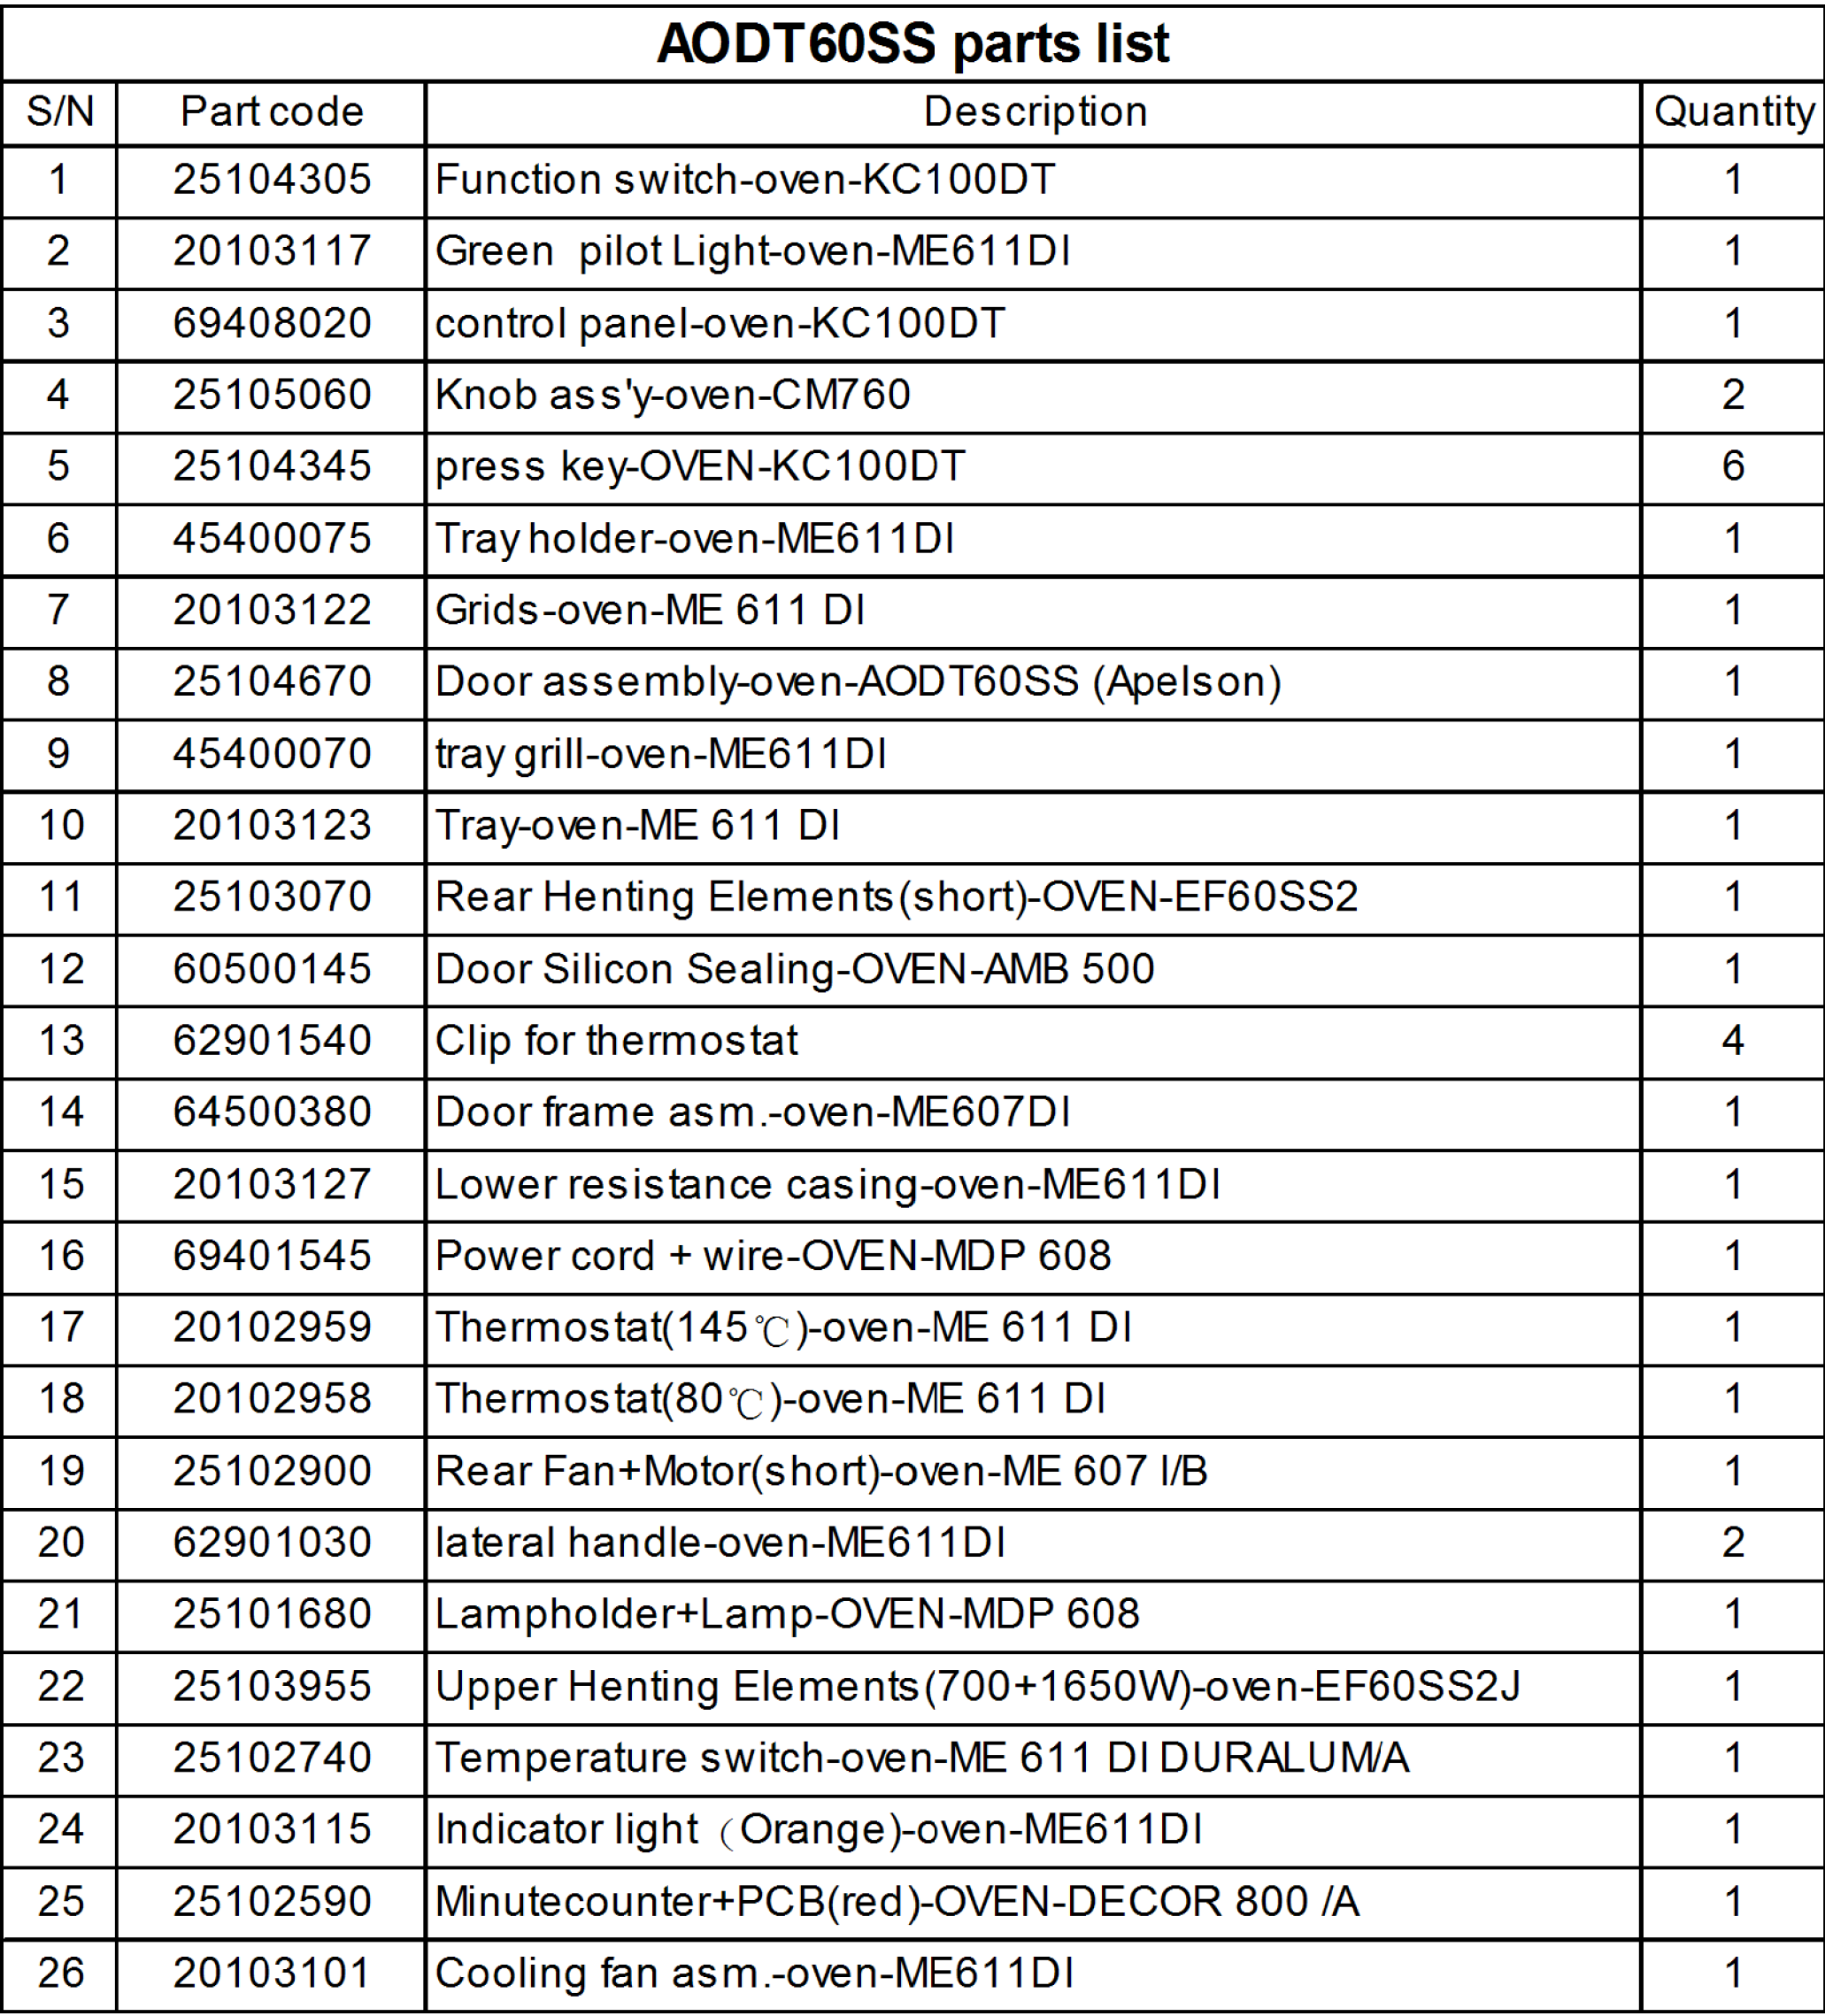 AODT60SS parts list
S/N Part code Description Quantity
1 25104305 Function switch-oven-KC100DT 1
2 20103117 Green  pilot Light-oven-ME611DI 1
3 69408020 control panel-oven-KC100DT 1
4 25105060 Knob ass'y-oven-CM760 2
5 25104345 press key-OVEN-KC100DT 6
6 45400075 Tray holder-oven-ME611DI 1
7 20103122 Grids-oven-ME 611 DI 1
8 25104670 Door assembly-oven-AODT60SS (Apelson) 1
9 45400070 tray grill-oven-ME611DI 1
10 20103123 Tray-oven-ME 611 DI 1
11 25103070 Rear Henting Elements(short)-OVEN-EF60SS2 1
12 60500145 Door Silicon Sealing-OVEN-AMB 500 1
13 62901540 Clip for thermostat 4
14 64500380 Door frame asm.-oven-ME607DI 1
15 20103127 Lower resistance casing-oven-ME611DI 1
16 69401545 Power cord + wire-OVEN-MDP 608 1
17 20102959 Thermostat(145℃)-oven-ME 611 DI 1
18 20102958 Thermostat(80℃)-oven-ME 611 DI 1
19 25102900 Rear Fan+Motor(short)-oven-ME 607 I/B 1
20 62901030 lateral handle-oven-ME611DI 2
21 25101680 Lampholder+Lamp-OVEN-MDP 608 1
22 25103955 Upper Henting Elements(700+1650W)-oven-EF60SS2J 1
23 25102740 Temperature switch-oven-ME 611 DI DURALUM/A 1
24 20103115 Indicator light（Orange)-oven-ME611DI 1
25 25102590 Minutecounter+PCB(red)-OVEN-DECOR 800 /A 1
26 20103101 Cooling fan asm.-oven-ME611DI 1